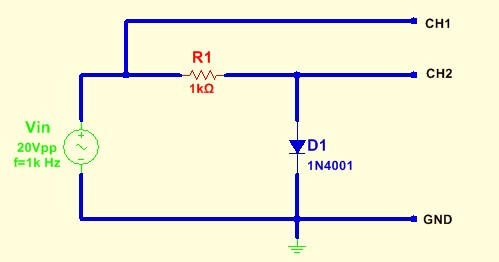 CH1
R1
1kΩ
CH2
Vin
20Vpp
f=1k Hz
D1
1N4001
GND